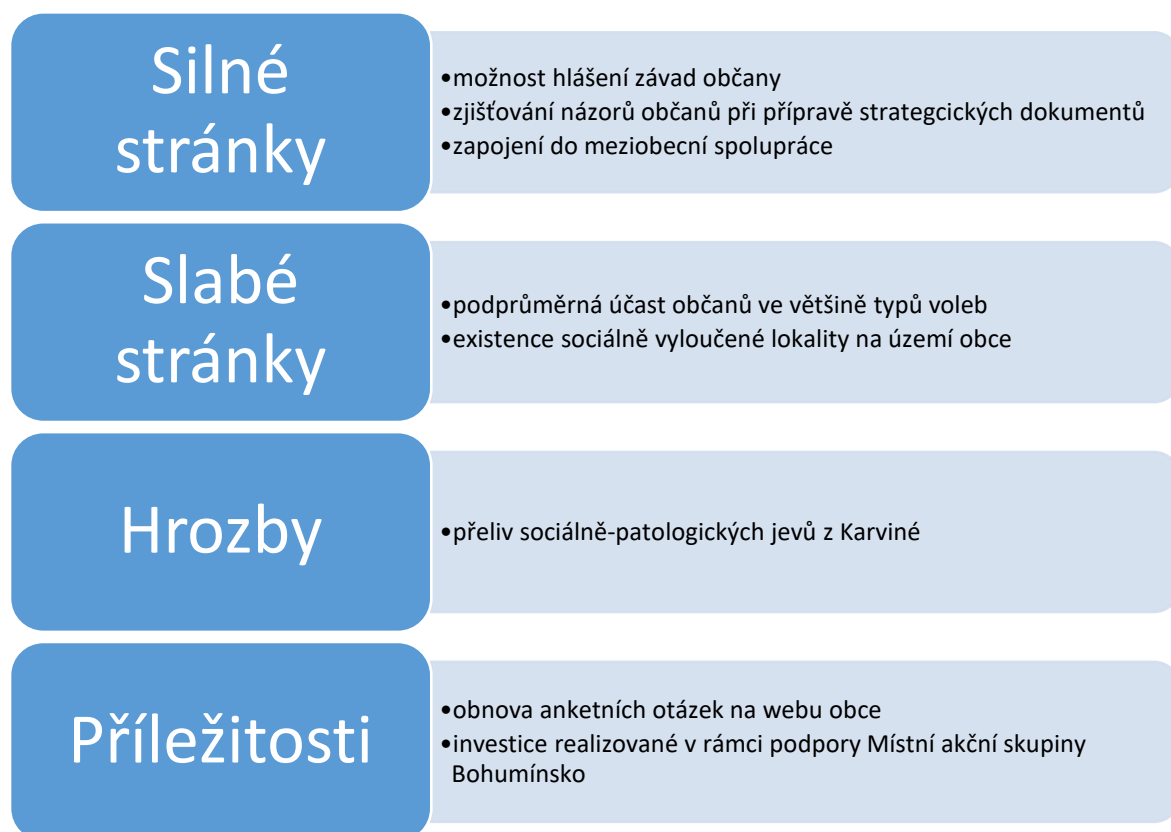 Silné
stránky
•možnost hlášení závad občany
•zjišťování názorů občanů při přípravě strategcických dokumentů
•zapojení do meziobecní spolupráce
Slabé
stránky
•podprůměrná účast občanů ve většině typů voleb
•existence sociálně vyloučené lokality na území obce
Hrozby
•přeliv sociálně-patologických jevů z Karviné
Příležitosti
•obnova anketních otázek na webu obce
•investice realizované v rámci podpory Místní akční skupiny
Bohumínsko